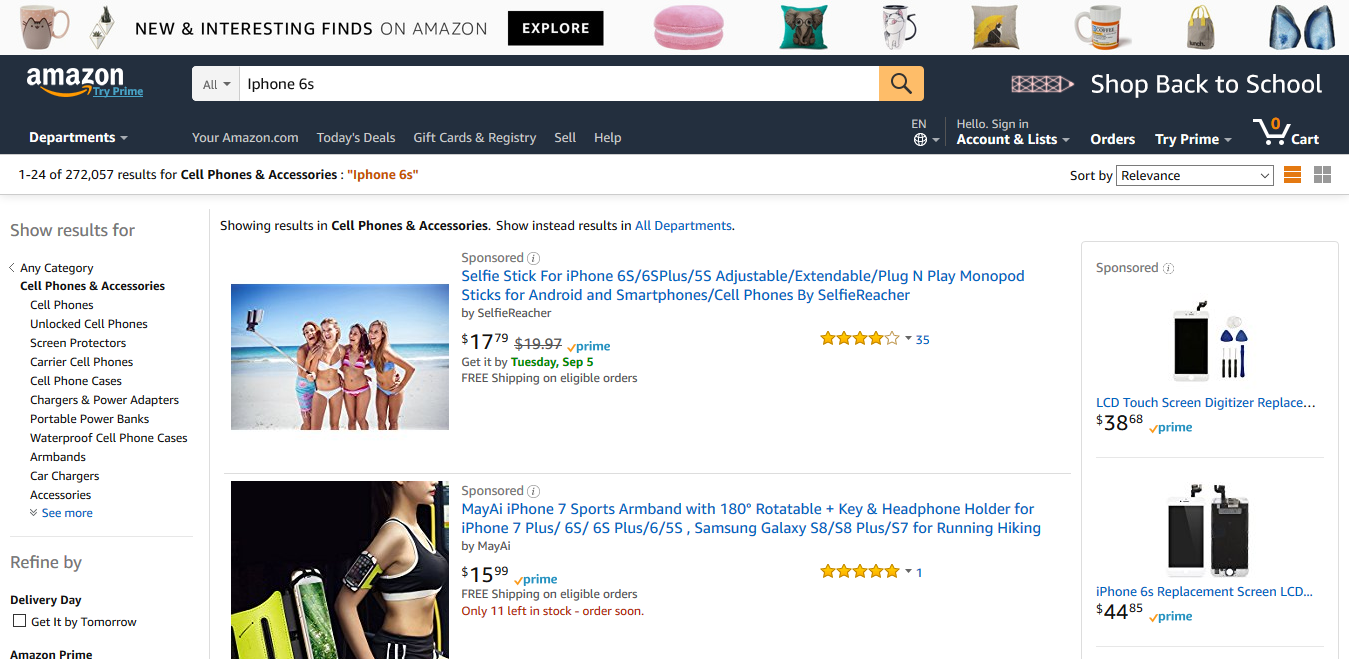 NEW & INTERESTING FINDS ON AMAZON EXPLORE
COFFEE
lunch.
amazon
Try Prime
All
Iphone 6s
Shop Back to School
Departments
Your Amazon.com Today's Deals Gift Cards & Registry Sell Help
EN
Hello. Sign in
Account & Lists
Orders
Try Prime
0
Cart
1-24 of 272,057 results for Cell Phones & Accessories : "Iphone 6s"
Sort by Relevance
Show results for
Any Category
Cell Phones & Accessories
Cell Phones
Unlocked Cell Phones
Screen Protectors
Carrier Cell Phones
Cell Phone Cases
Chargers & Power Adapters
Portable Power Banks
Waterproof Cell Phone Cases
Armbands
Car Chargers
Accessories
See more
Refine by
Delivery Day
Get It by Tomorrow
Amazon Prime
Showing results in Cell Phones & Accessories. Show instead results in All Departments.
Sponsored
Selfie Stick For iPhone 6S/6SPlus/5S Adjustable/Extendable/Plug N Play Monopod
Sticks for Android and Smartphones/Cell Phones By SelfieReacher
by SelfieReacher
$17 79 $19.97 prime
35
Get it by Tuesday, Sep 5
FREE Shipping on eligible orders
Sponsored
MayAi iPhone 7 Sports Armband with 180° Rotatable + Key & Headphone Holder for
iPhone 7 Plus/ 6S/ 6S Plus/6/5S , Samsung Galaxy S8/S8 Plus/S7 for Running Hiking
by MayAi
$15 99 prime
1
FREE Shipping on eligible orders
Only 11 left in stock - order soon.
Sponsored
LCD Touch Screen Digitizer Replace...
$38 68 prime
iPhone 6s Replacement Screen LCD...
$44 85 prime